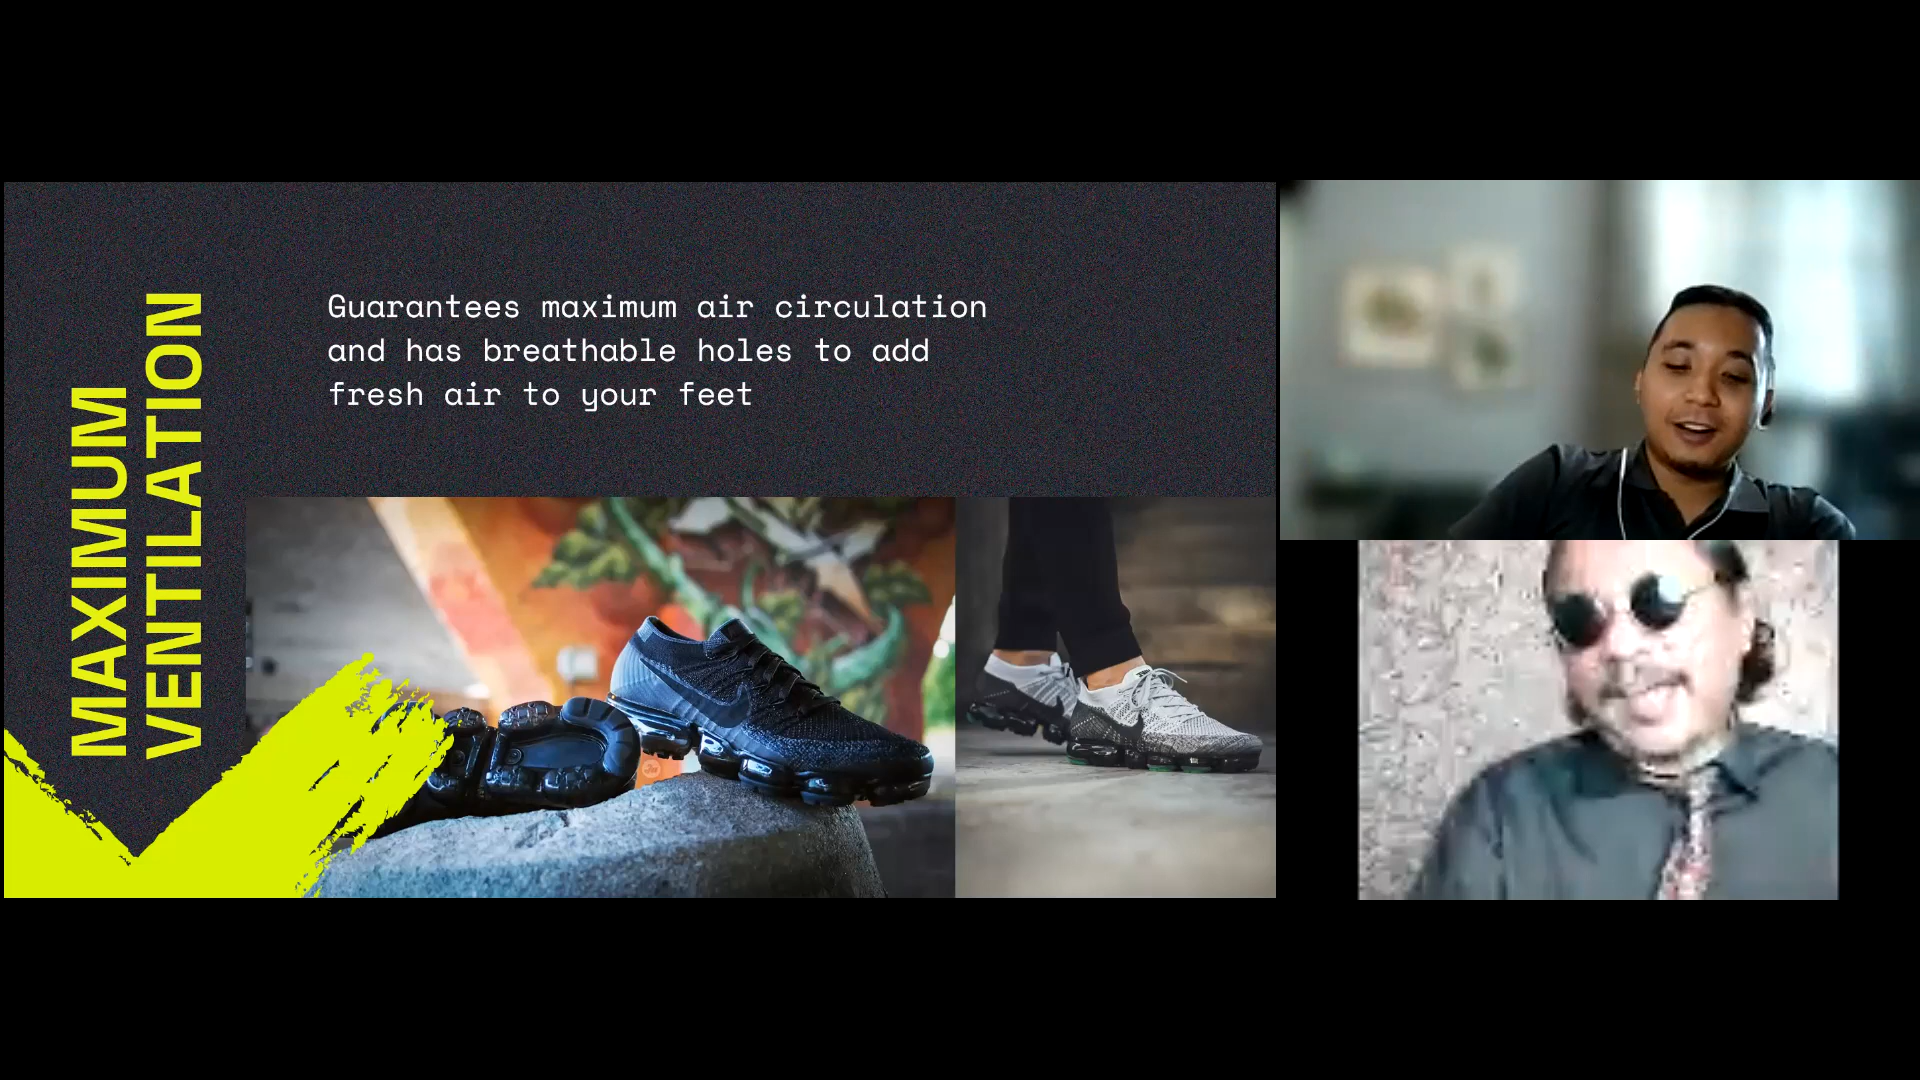 MAXIMUM
VENTILATION
Guarantees maximum air circulation
and has breathable holes to add
fresh air to your feet